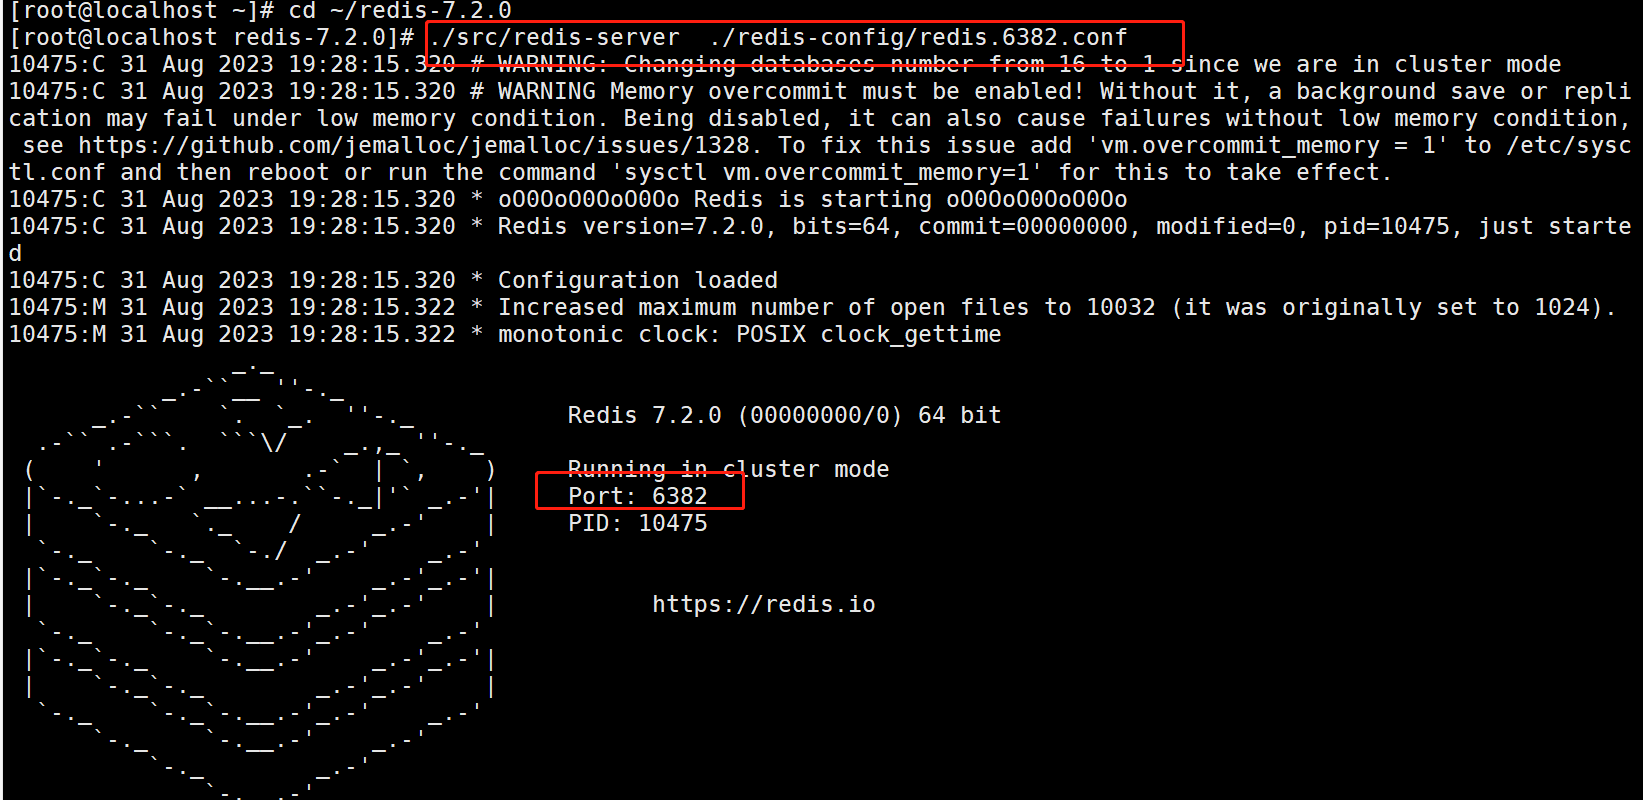 [root@localhost ~]# cd ~/redis-7.2.0
[root@localhost redis-7.2.0]# ./src/redis-server  ./redis-config/redis.6382.conf
10475:C 31 Aug 2023 19:28:15.320 # WARNING: Changing databases number from 16 to 1 since we are in cluster mode
10475:C 31 Aug 2023 19:28:15.320 # WARNING Memory overcommit must be enabled! Without it, a background save or repli
cation may fail under low memory condition. Being disabled, it can also cause failures without low memory condition,
 see https://github.com/jemalloc/jemalloc/issues/1328. To fix this issue add 'vm.overcommit_memory = 1' to /etc/sysc
tl.conf and then reboot or run the command 'sysctl vm.overcommit_memory=1' for this to take effect.
10475:C 31 Aug 2023 19:28:15.320 * oO0OoO0OoO0Oo Redis is starting oO0OoO0OoO0Oo
10475:C 31 Aug 2023 19:28:15.320 * Redis version=7.2.0, bits=64, commit=00000000, modified=0, pid=10475, just starte
d
10475:C 31 Aug 2023 19:28:15.320 * Configuration loaded
10475:M 31 Aug 2023 19:28:15.322 * Increased maximum number of open files to 10032 (it was originally set to 1024).
10475:M 31 Aug 2023 19:28:15.322 * monotonic clock: POSIX clock_gettime
Redis 7.2.0 (00000000/0) 64 bit
Running in cluster mode
Port: 6382
PID: 10475
https://redis.io